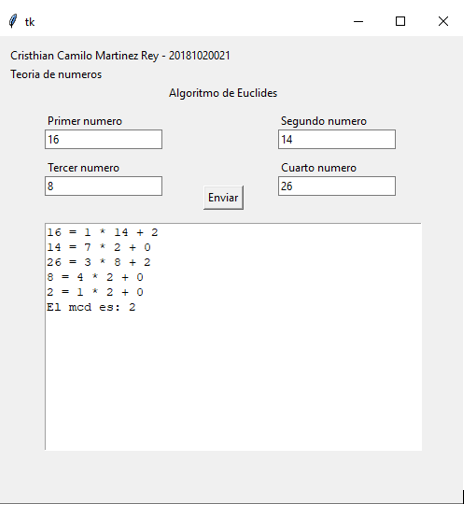 tk
Cristhian Camilo Martinez Rey - 20181020021
Teoria de numeros
Algoritmo de Euclides
Primer numero
Segundo numero
16
14
Tercer numero
Cuarto numero
8
26
Enviar
16 = 1 * 14 + 2
14 = 7 * 2 + 0
26 = 3 * 8 + 2
8 = 4 * 2 + 0
2 = 1 * 2 + 0
El mcd es: 2